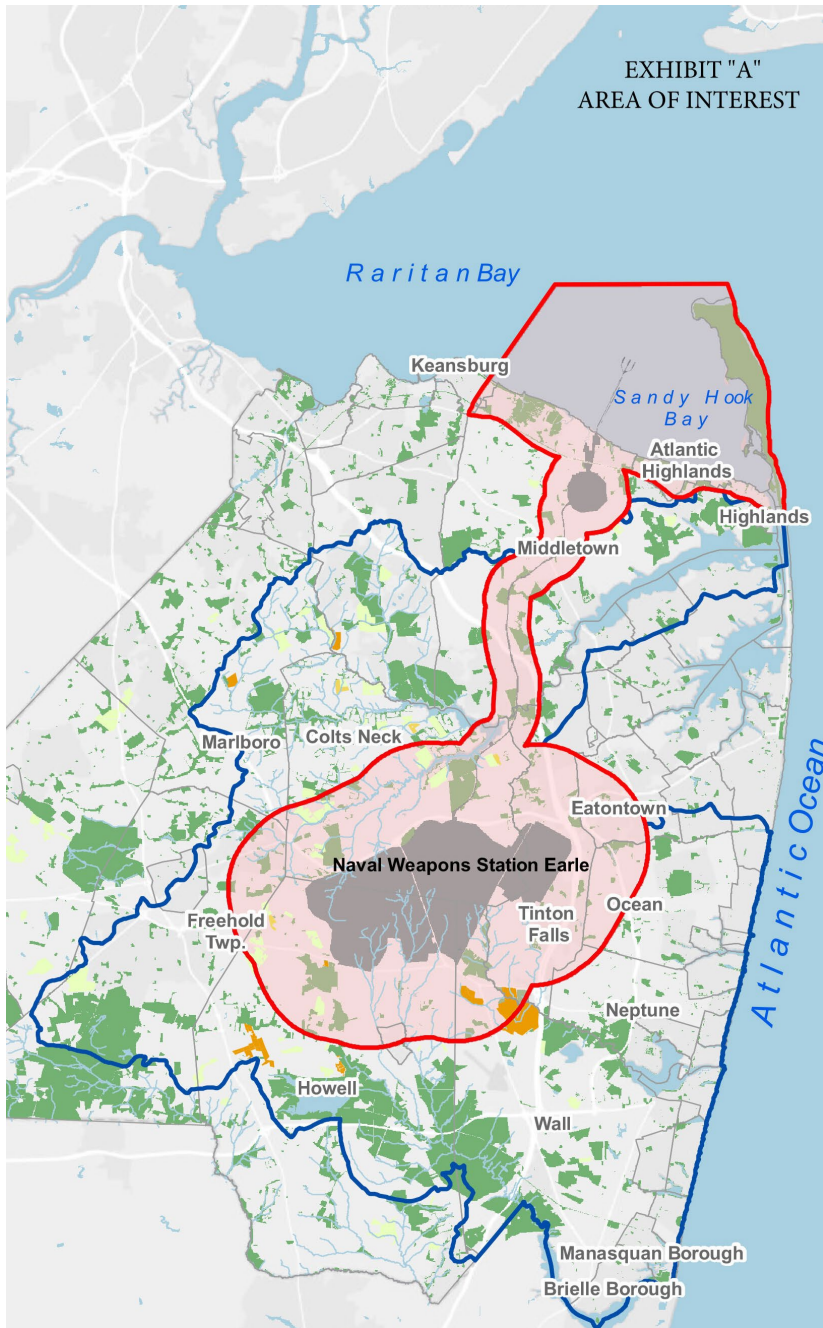 EXHIBIT "A"
AREA OF INTEREST
Raritan Bay
Keansburg
Sandy Hook
Bay
Atlantic
Highlands
Highlands
Middletown
Marlboro
Colts Neck
Eatontown
Naval Weapons Station Earle
Freehold
Twp.
Tinton
Falls
Ocean
Atlantic Ocean
Neptune
Howell
Wall
Manasquan Borough
Brielle Borough